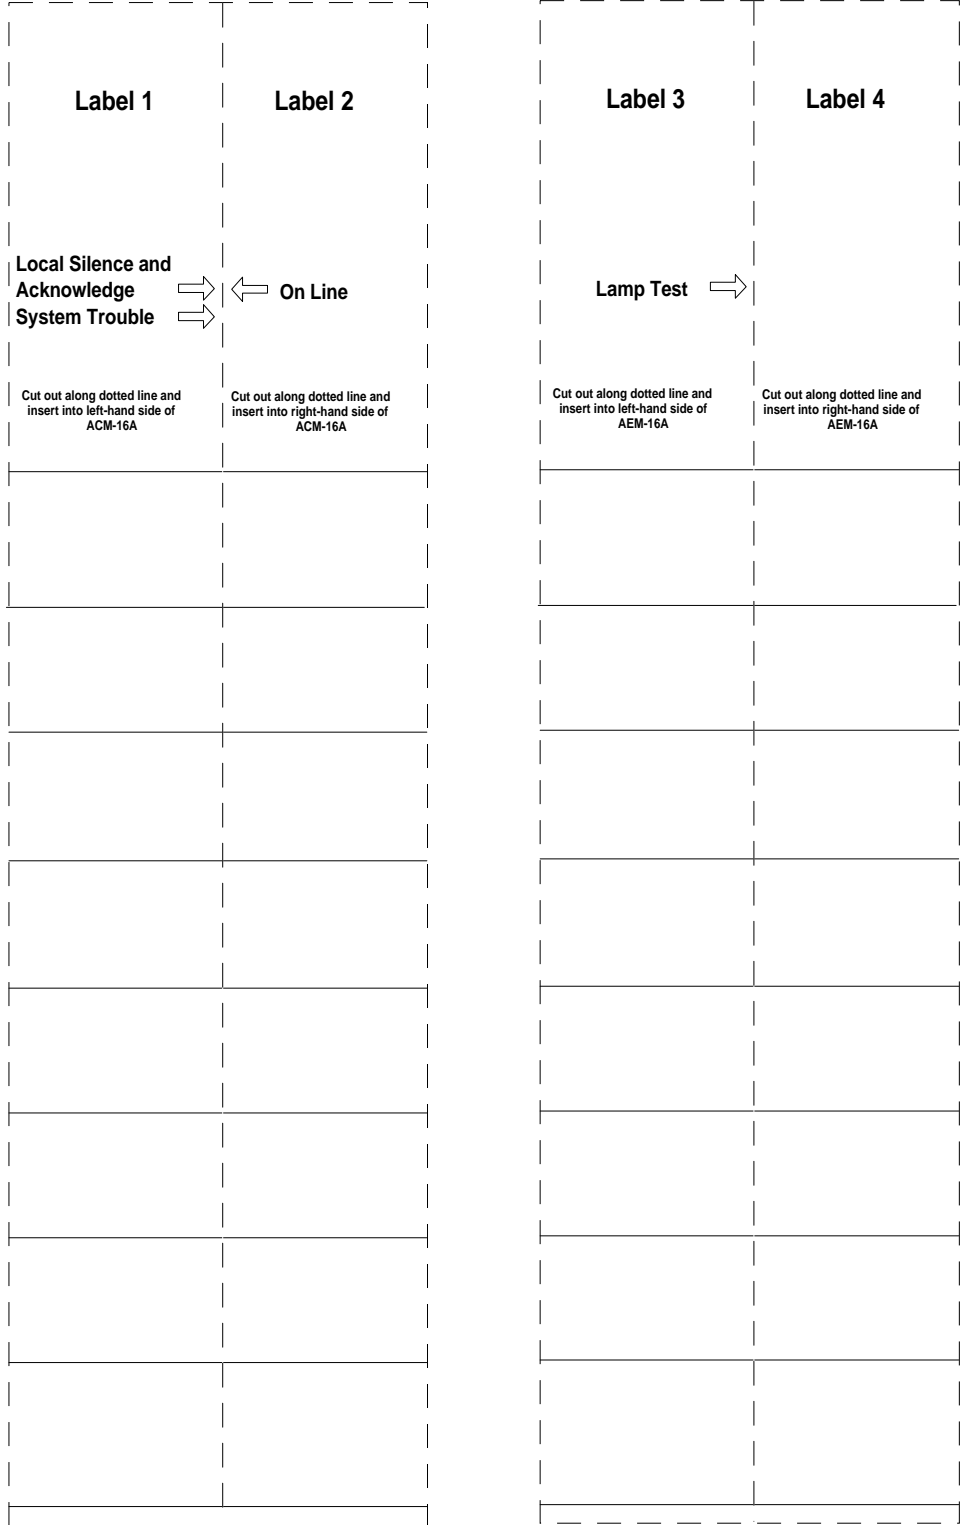 Label 1
Label 2
Local Silence and
Acknowledge
System Trouble
On Line
Cut out along dotted line and
insert into left-hand side of
ACM-16A
Cut out along dotted line and
insert into right-hand side of
ACM-16A
Label 3
Label 4
Lamp Test
Cut out along dotted line and
insert into left-hand side of
AEM-16A
Cut out along dotted line and
insert into right-hand side of
AEM-16A